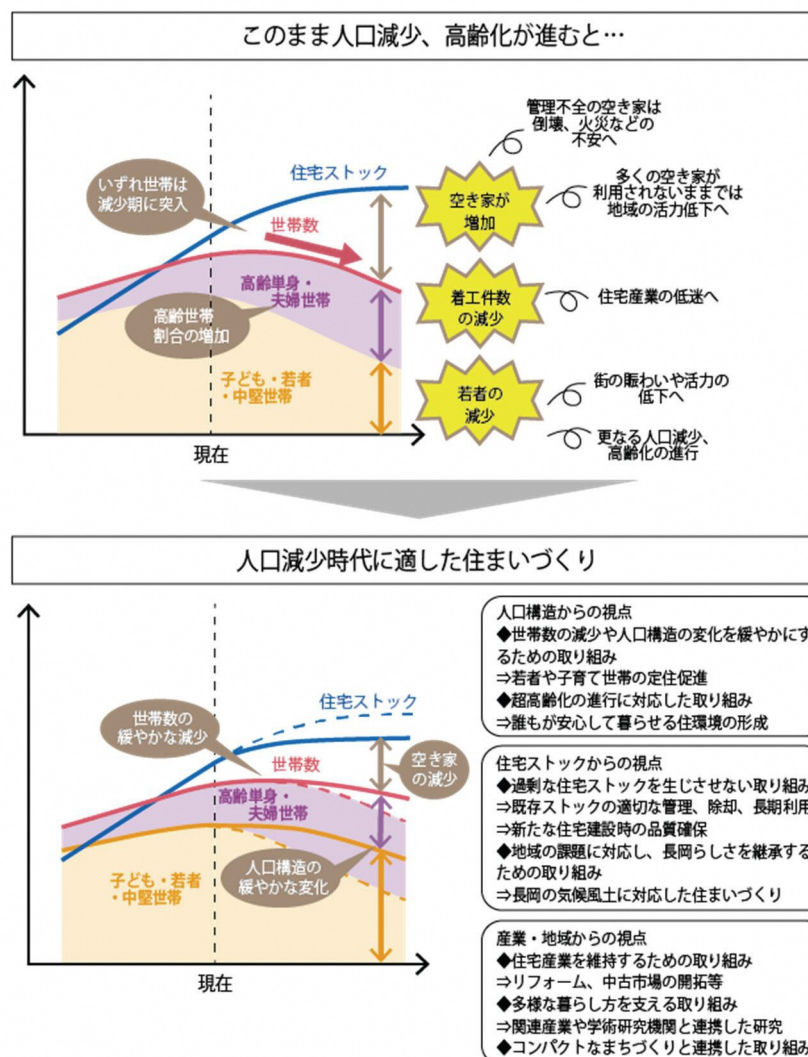 このまま人口減少、高齢化が進むと…
管理不全の空き家は
倒壊、火災などの
不安へ
いずれ世帯は
減少期に突入
住宅ストック
世帯数
空き家が
増加
多くの空き家が
利用されないままでは
地域の活力低下へ
高齢単身・
夫婦世帯
高齢世帯
割合の増加
着工件数
の減少
住宅産業の低迷へ
子ども・若者
・中堅世帯
若者の
減少
街の賑わいや活力の
低下へ
更なる人口減少、
高齢化の進行
現在
人口減少時代に適した住まいづくり
世帯数の
緩やかな減少
住宅ストック
世帯数
空き家
の減少
高齢単身・
夫婦世帯
人口構造の
緩やかな変化
子ども・若者
・中堅世帯
現在
人口構造からの視点
◆世帯数の減少や人口構造の変化を緩やかにす
るための取り組み
⇒若者や子育て世帯の定住促進
◆超高齢化の進行に対応した取り組み
⇒誰もが安心して暮らせる住環境の形成
住宅ストックからの視点
◆過剰な住宅ストックを生じさせない取り組み
⇒既存ストックの適切な管理、除却、長期利用
⇒新たな住宅建設時の品質確保
◆地域の課題に対応し、長岡らしさを継承する
ための取り組み
⇒長岡の気候風土に対応した住まいづくり
産業・地域からの視点
◆住宅産業を維持するための取り組み
⇒リフォーム、中古市場の開拓等
◆多様な暮らし方を支える取り組み
⇒関連産業や学術研究機関と連携した研究
◆コンパクトなまちづくりと連携した取り組み